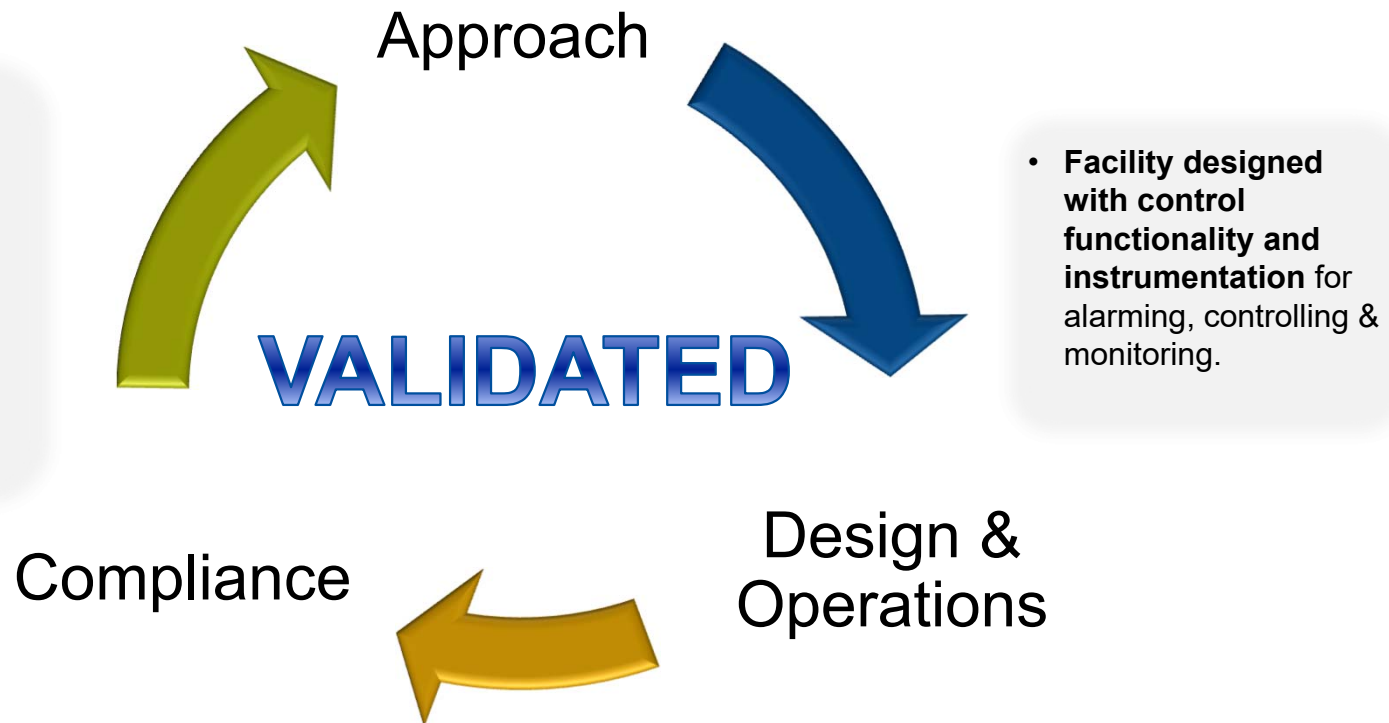 Approach
• Facility designed
with control
functionality and
instrumentation for
alarming, controlling &
monitoring.
VALIDATED
Design &
Operations
Compliance